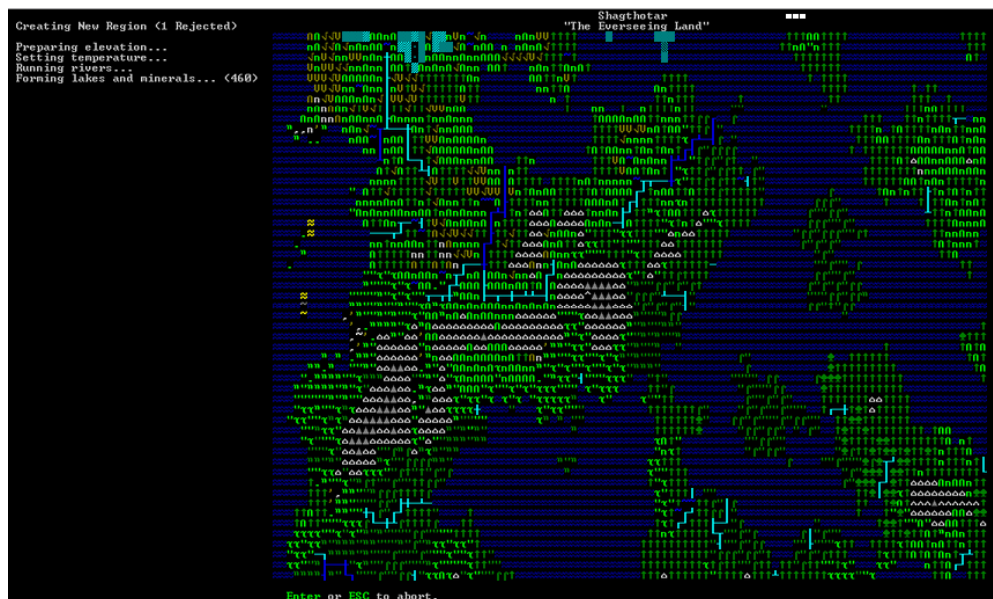 Shagthotar
Creating New Region (1 Rejected)
"The Everseeing Land"
Preparing elevation...
Setting temperature...
Running rivers...
Forming lakes and minerals... (460)
Enter or ESC to abort.